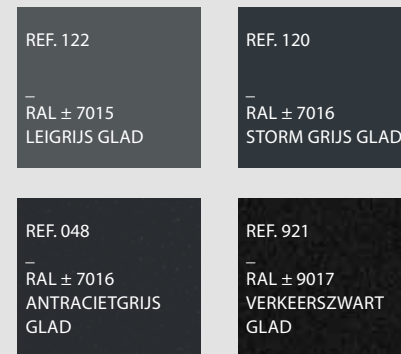 REF. 122
_
RAL ± 7015
LEIGRIJS GLAD
REF. 120
_
RAL ± 7016
STORM GRIJS GLAD
REF. 048
_
RAL ± 7016
ANTRACIETGRIJS
GLAD
REF. 921
_
RAL ± 9017
VERKEERSZWART
GLAD